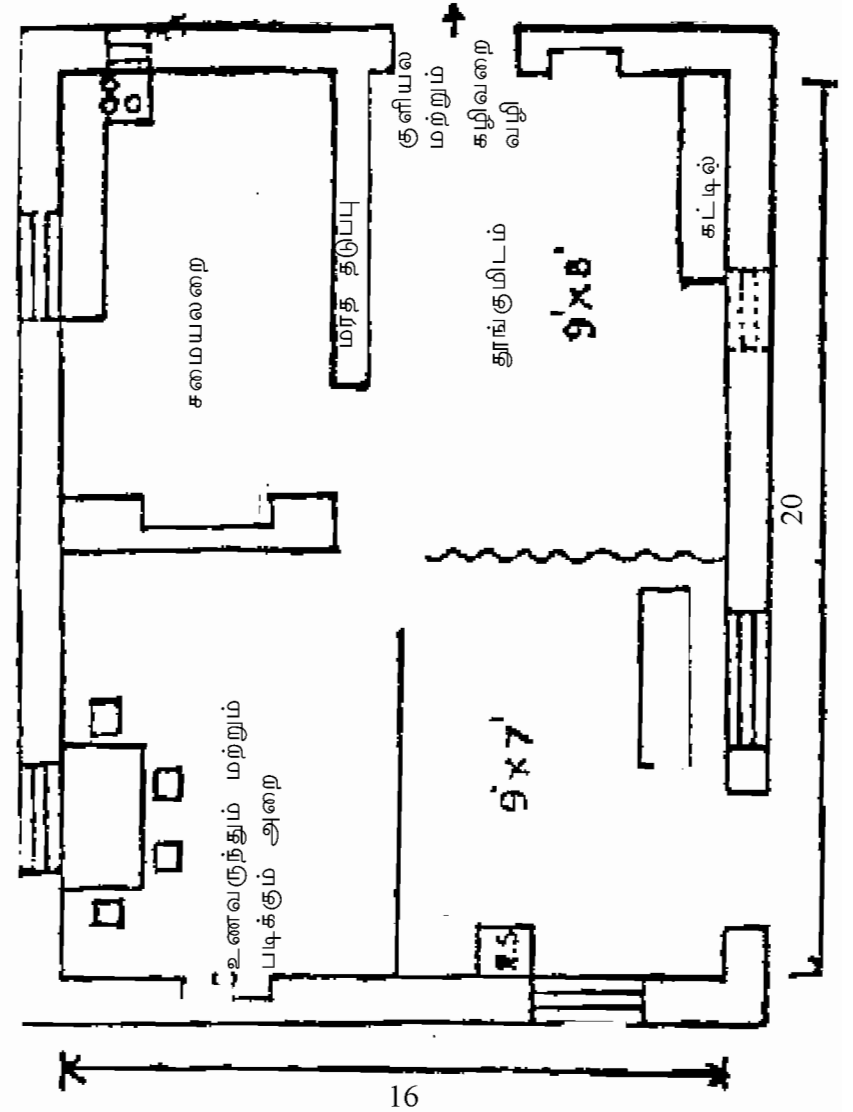 குளியல
மற்றும்
கழிவறை
வழி
கட்டில்
மரத தடுப்பு
சமையலறை
தூங்குமிடம்
9'x8'
20
உணவருந்தும் மற்றும்
படிக்கும் அறை
9'x7'
16